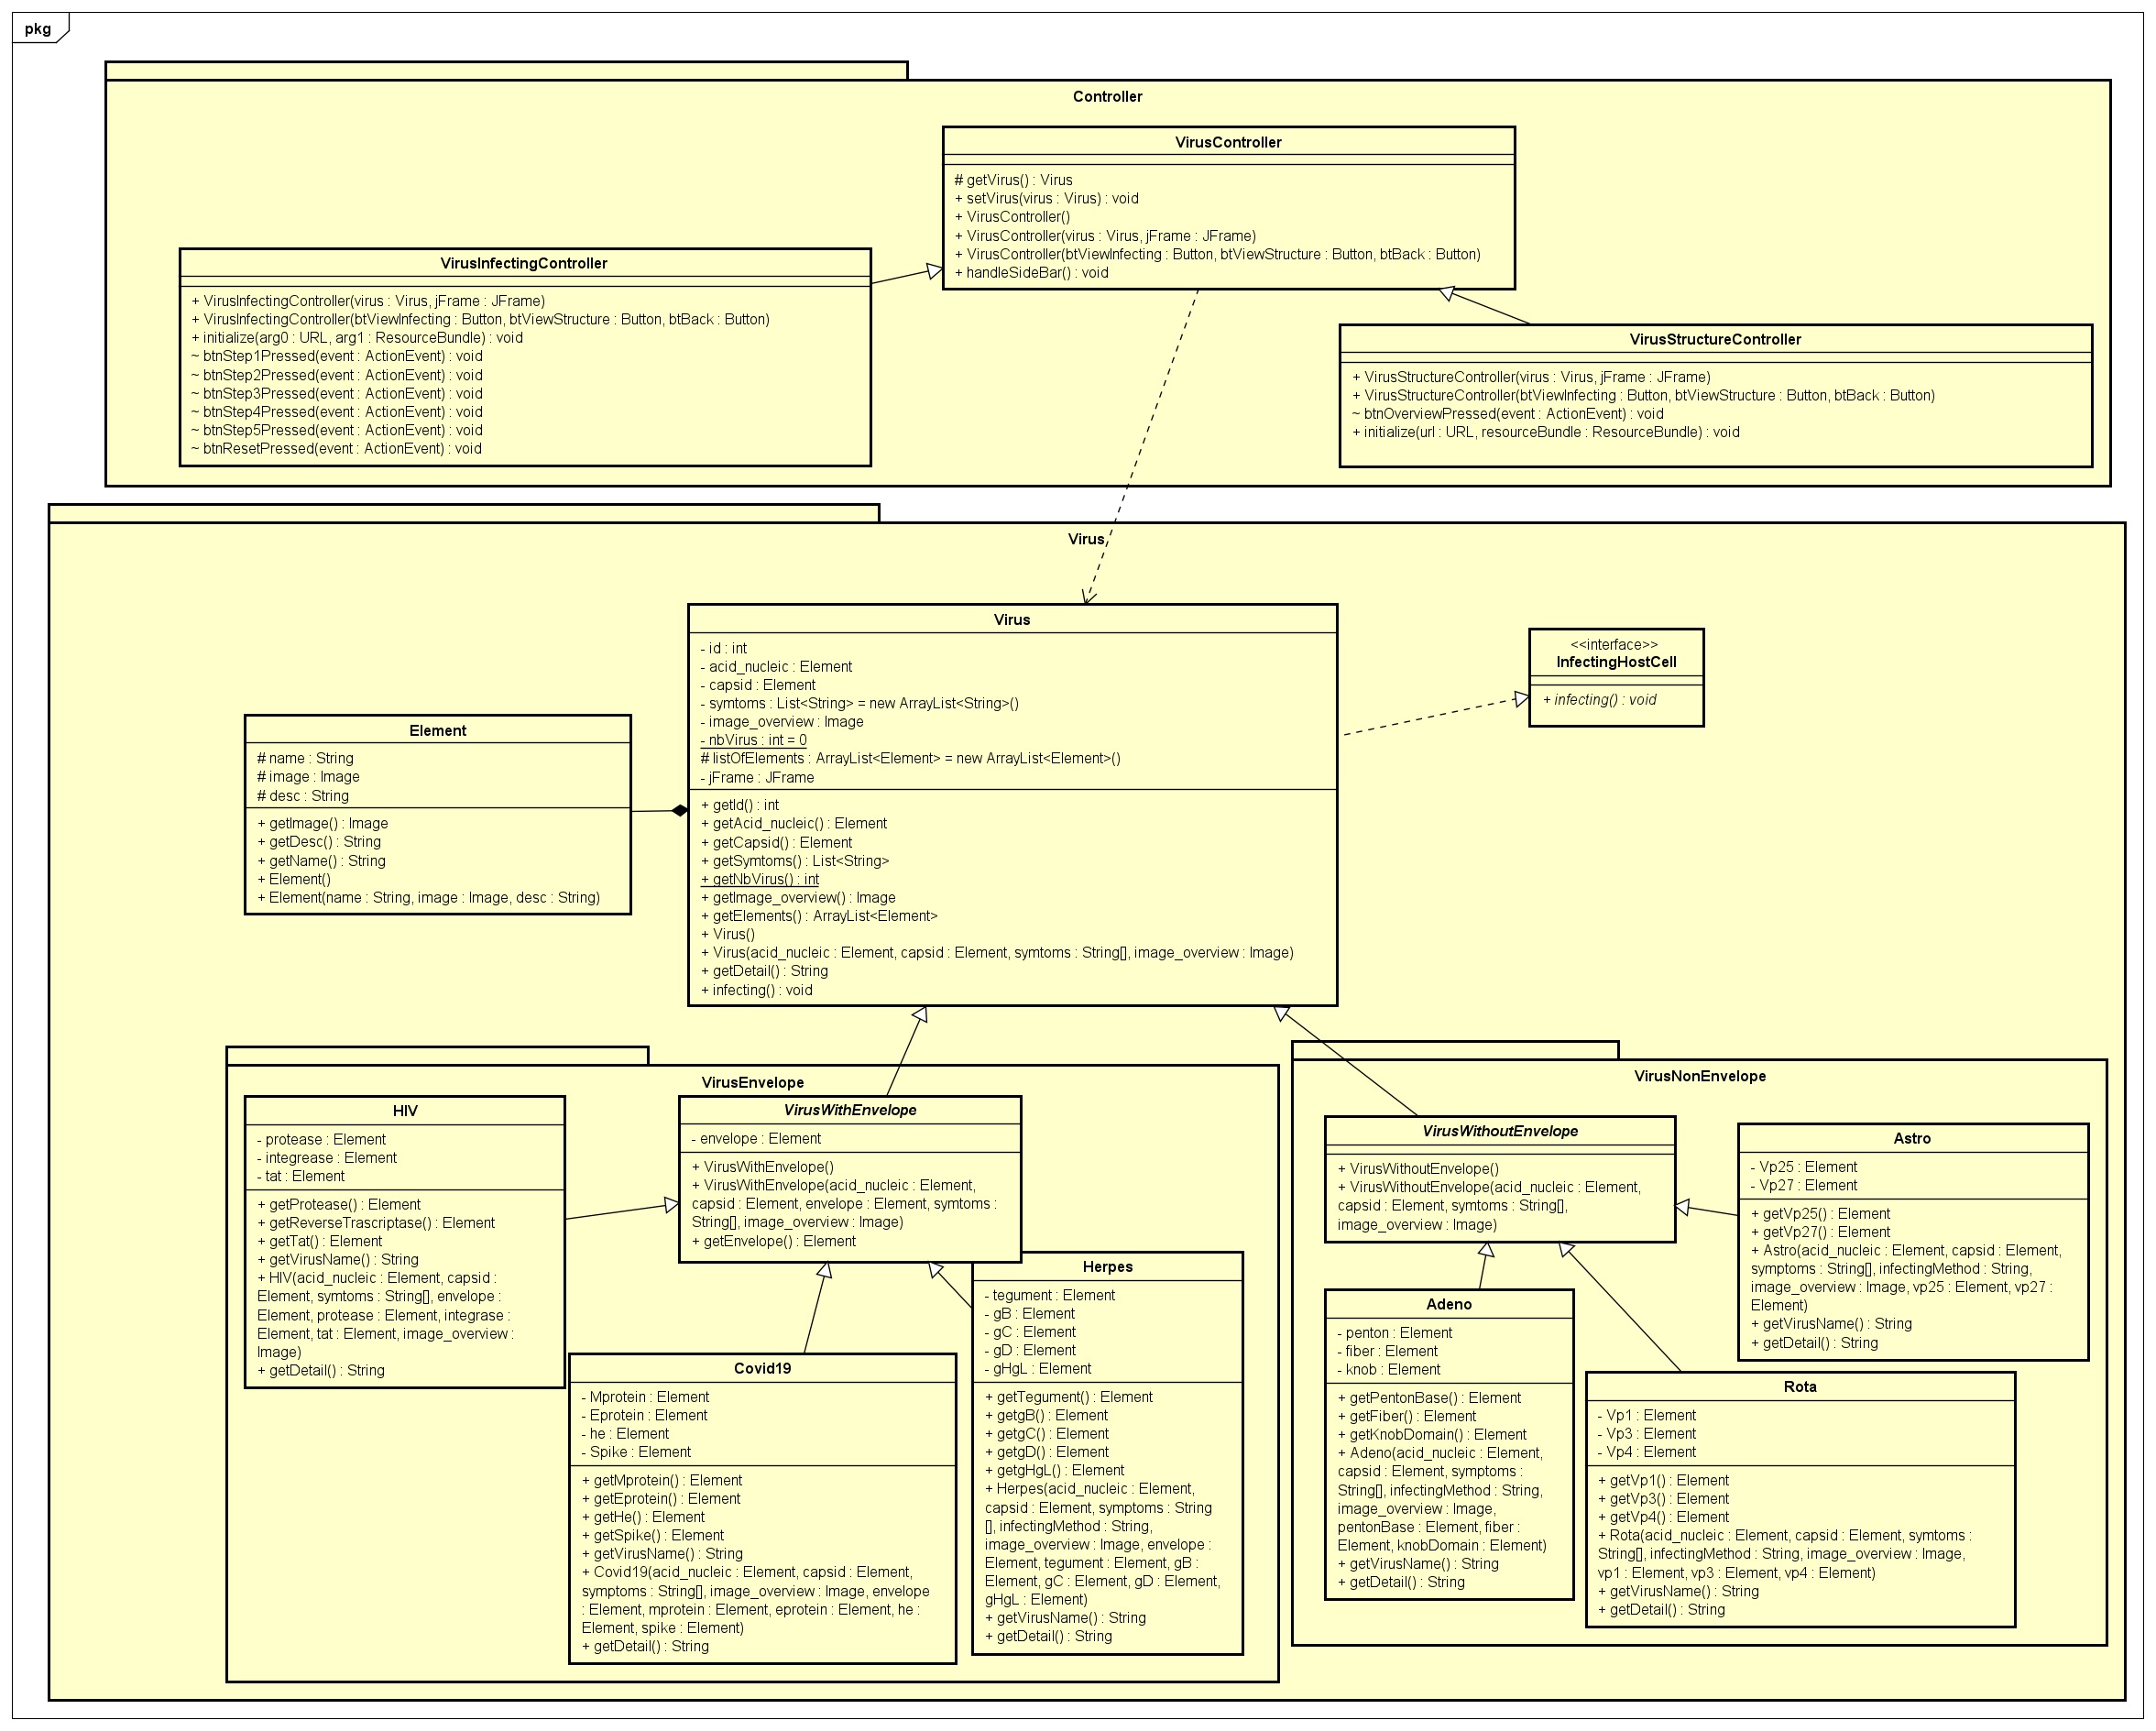 pkg
Controller
VirusController
# getVirus() : Virus
+ setVirus(virus : Virus) : void
+ VirusController()
+ VirusController(virus : Virus, jFrame : JFrame)
+ VirusController(btViewInfecting : Button, btViewStructure : Button, btBack : Button)
+ handleSideBar() : void
VirusInfectingController
+ VirusInfectingController(virus : Virus, jFrame : JFrame)
+ VirusInfectingController(btViewInfecting : Button, btViewStructure : Button, btBack : Button)
+ initialize(arg0 : URL, arg1 : ResourceBundle) : void
~ btnStep1Pressed(event : ActionEvent) : void
~ btnStep2Pressed(event : ActionEvent) : void
~ btnStep3Pressed(event : ActionEvent) : void
~ btnStep4Pressed(event : ActionEvent) : void
~ btnStep5Pressed(event : ActionEvent) : void
~ btnResetPressed(event : ActionEvent) : void
VirusStructureController
+ VirusStructureController(virus : Virus, jFrame : JFrame)
+ VirusStructureController(btViewInfecting : Button, btViewStructure : Button, btBack : Button)
~ btnOverviewPressed(event : ActionEvent) : void
+ initialize(url : URL, resourceBundle : ResourceBundle) : void
Virus
Virus
- id : int
- acid_nucleic : Element
- capsid : Element
- symtoms : List<String> = new ArrayList<String>()
- image_overview : Image
- nbVirus : int = 0
# listOfElements : ArrayList<Element> = new ArrayList<Element>()
- jFrame : JFrame
+ getId() : int
+ getAcid_nucleic() : Element
+ getCapsid() : Element
+ getSymtoms() : List<String>
+ getNbVirus() : int
+ getImage_overview() : Image
+ getElements() : ArrayList<Element>
+ Virus()
+ Virus(acid_nucleic : Element, capsid : Element, symtoms : String[], image_overview : Image)
+ getDetail() : String
+ infecting() : void
<<interface>>
InfectingHostCell
+ infecting() : void
Element
# name : String
# image : Image
# desc : String
+ getImage() : Image
+ getDesc() : String
+ getName() : String
+ Element()
+ Element(name : String, image : Image, desc : String)
VirusEnvelope
HIV
- protease : Element
- integrease : Element
- tat : Element
+ getProtease() : Element
+ getReverseTrascriptase() : Element
+ getTat() : Element
+ getVirusName() : String
+ HIV(acid_nucleic : Element, capsid :
Element, symtoms : String[], envelope :
Element, protease : Element, integrase :
Element, tat : Element, image_overview :
Image)
+ getDetail() : String
VirusWithEnvelope
- envelope : Element
+ VirusWithEnvelope()
+ VirusWithEnvelope(acid_nucleic : Element,
capsid : Element, envelope : Element, symtoms :
String[], image_overview : Image)
+ getEnvelope() : Element
Covid19
- Mprotein : Element
- Eprotein : Element
- he : Element
- Spike : Element
+ getMprotein() : Element
+ getEprotein() : Element
+ getHe() : Element
+ getSpike() : Element
+ getVirusName() : String
+ Covid19(acid_nucleic : Element, capsid : Element,
symptoms : String[], image_overview : Image, envelope
: Element, mprotein : Element, eprotein : Element, he :
Element, spike : Element)
+ getDetail() : String
Herpes
- tegument : Element
- gB : Element
- gC : Element
- gD : Element
- gHgL : Element
+ getTegument() : Element
+ getgB() : Element
+ getgC() : Element
+ getgD() : Element
+ getgHgL() : Element
+ Herpes(acid_nucleic : Element,
capsid : Element, symptoms : String
[], infectingMethod : String,
image_overview : Image, envelope :
Element, tegument : Element, gB :
Element, gC : Element, gD : Element,
gHgL : Element)
+ getVirusName() : String
+ getDetail() : String
VirusNonEnvelope
VirusWithoutEnvelope
+ VirusWithoutEnvelope()
+ VirusWithoutEnvelope(acid_nucleic : Element,
capsid : Element, symtoms : String[],
image_overview : Image)
Astro
- Vp25 : Element
- Vp27 : Element
+ getVp25() : Element
+ getVp27() : Element
+ Astro(acid_nucleic : Element, capsid : Element,
symptoms : String[], infectingMethod : String,
image_overview : Image, vp25 : Element, vp27 :
Element)
+ getVirusName() : String
+ getDetail() : String
Adeno
- penton : Element
- fiber : Element
- knob : Element
+ getPentonBase() : Element
+ getFiber() : Element
+ getKnobDomain() : Element
+ Adeno(acid_nucleic : Element,
capsid : Element, symptoms :
String[], infectingMethod : String,
image_overview : Image,
pentonBase : Element, fiber :
Element, knobDomain : Element)
+ getVirusName() : String
+ getDetail() : String
Rota
- Vp1 : Element
- Vp3 : Element
- Vp4 : Element
+ getVp1() : Element
+ getVp3() : Element
+ getVp4() : Element
+ Rota(acid_nucleic : Element, capsid : Element, symtoms :
String[], infectingMethod : String, image_overview : Image,
vp1 : Element, vp3 : Element, vp4 : Element)
+ getVirusName() : String
+ getDetail() : String